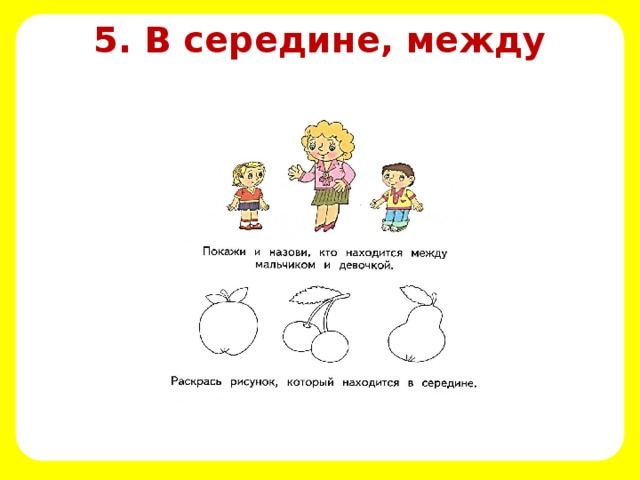 5. В середине, между
Покажи и назови, кто находится между
мальчиком и девочкой.
Раскрась рисунок, который находится в середине.